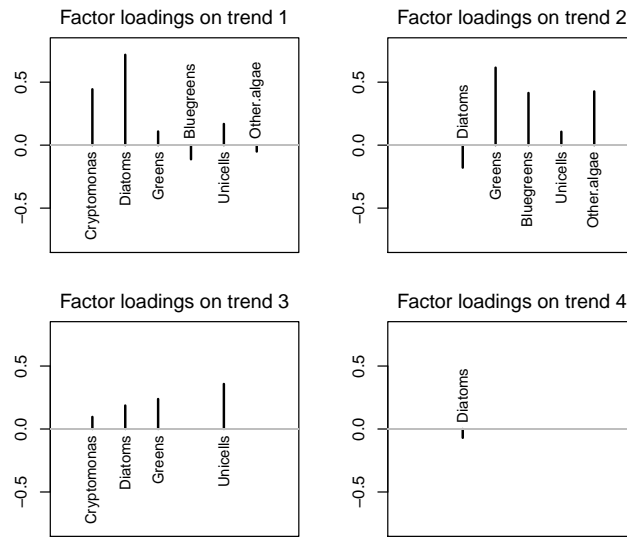 Factor loadings on trend 1
0.5
0.0
−0.5
Cryptomonas
Diatoms
Greens
Bluegreens
Unicells
Other.algae
Factor loadings on trend 2
0.5
0.0
−0.5
Diatoms
Greens
Bluegreens
Unicells
Other.algae
Factor loadings on trend 3
0.5
0.0
−0.5
Cryptomonas
Diatoms
Greens
Unicells
Factor loadings on trend 4
0.5
0.0
−0.5
Diatoms